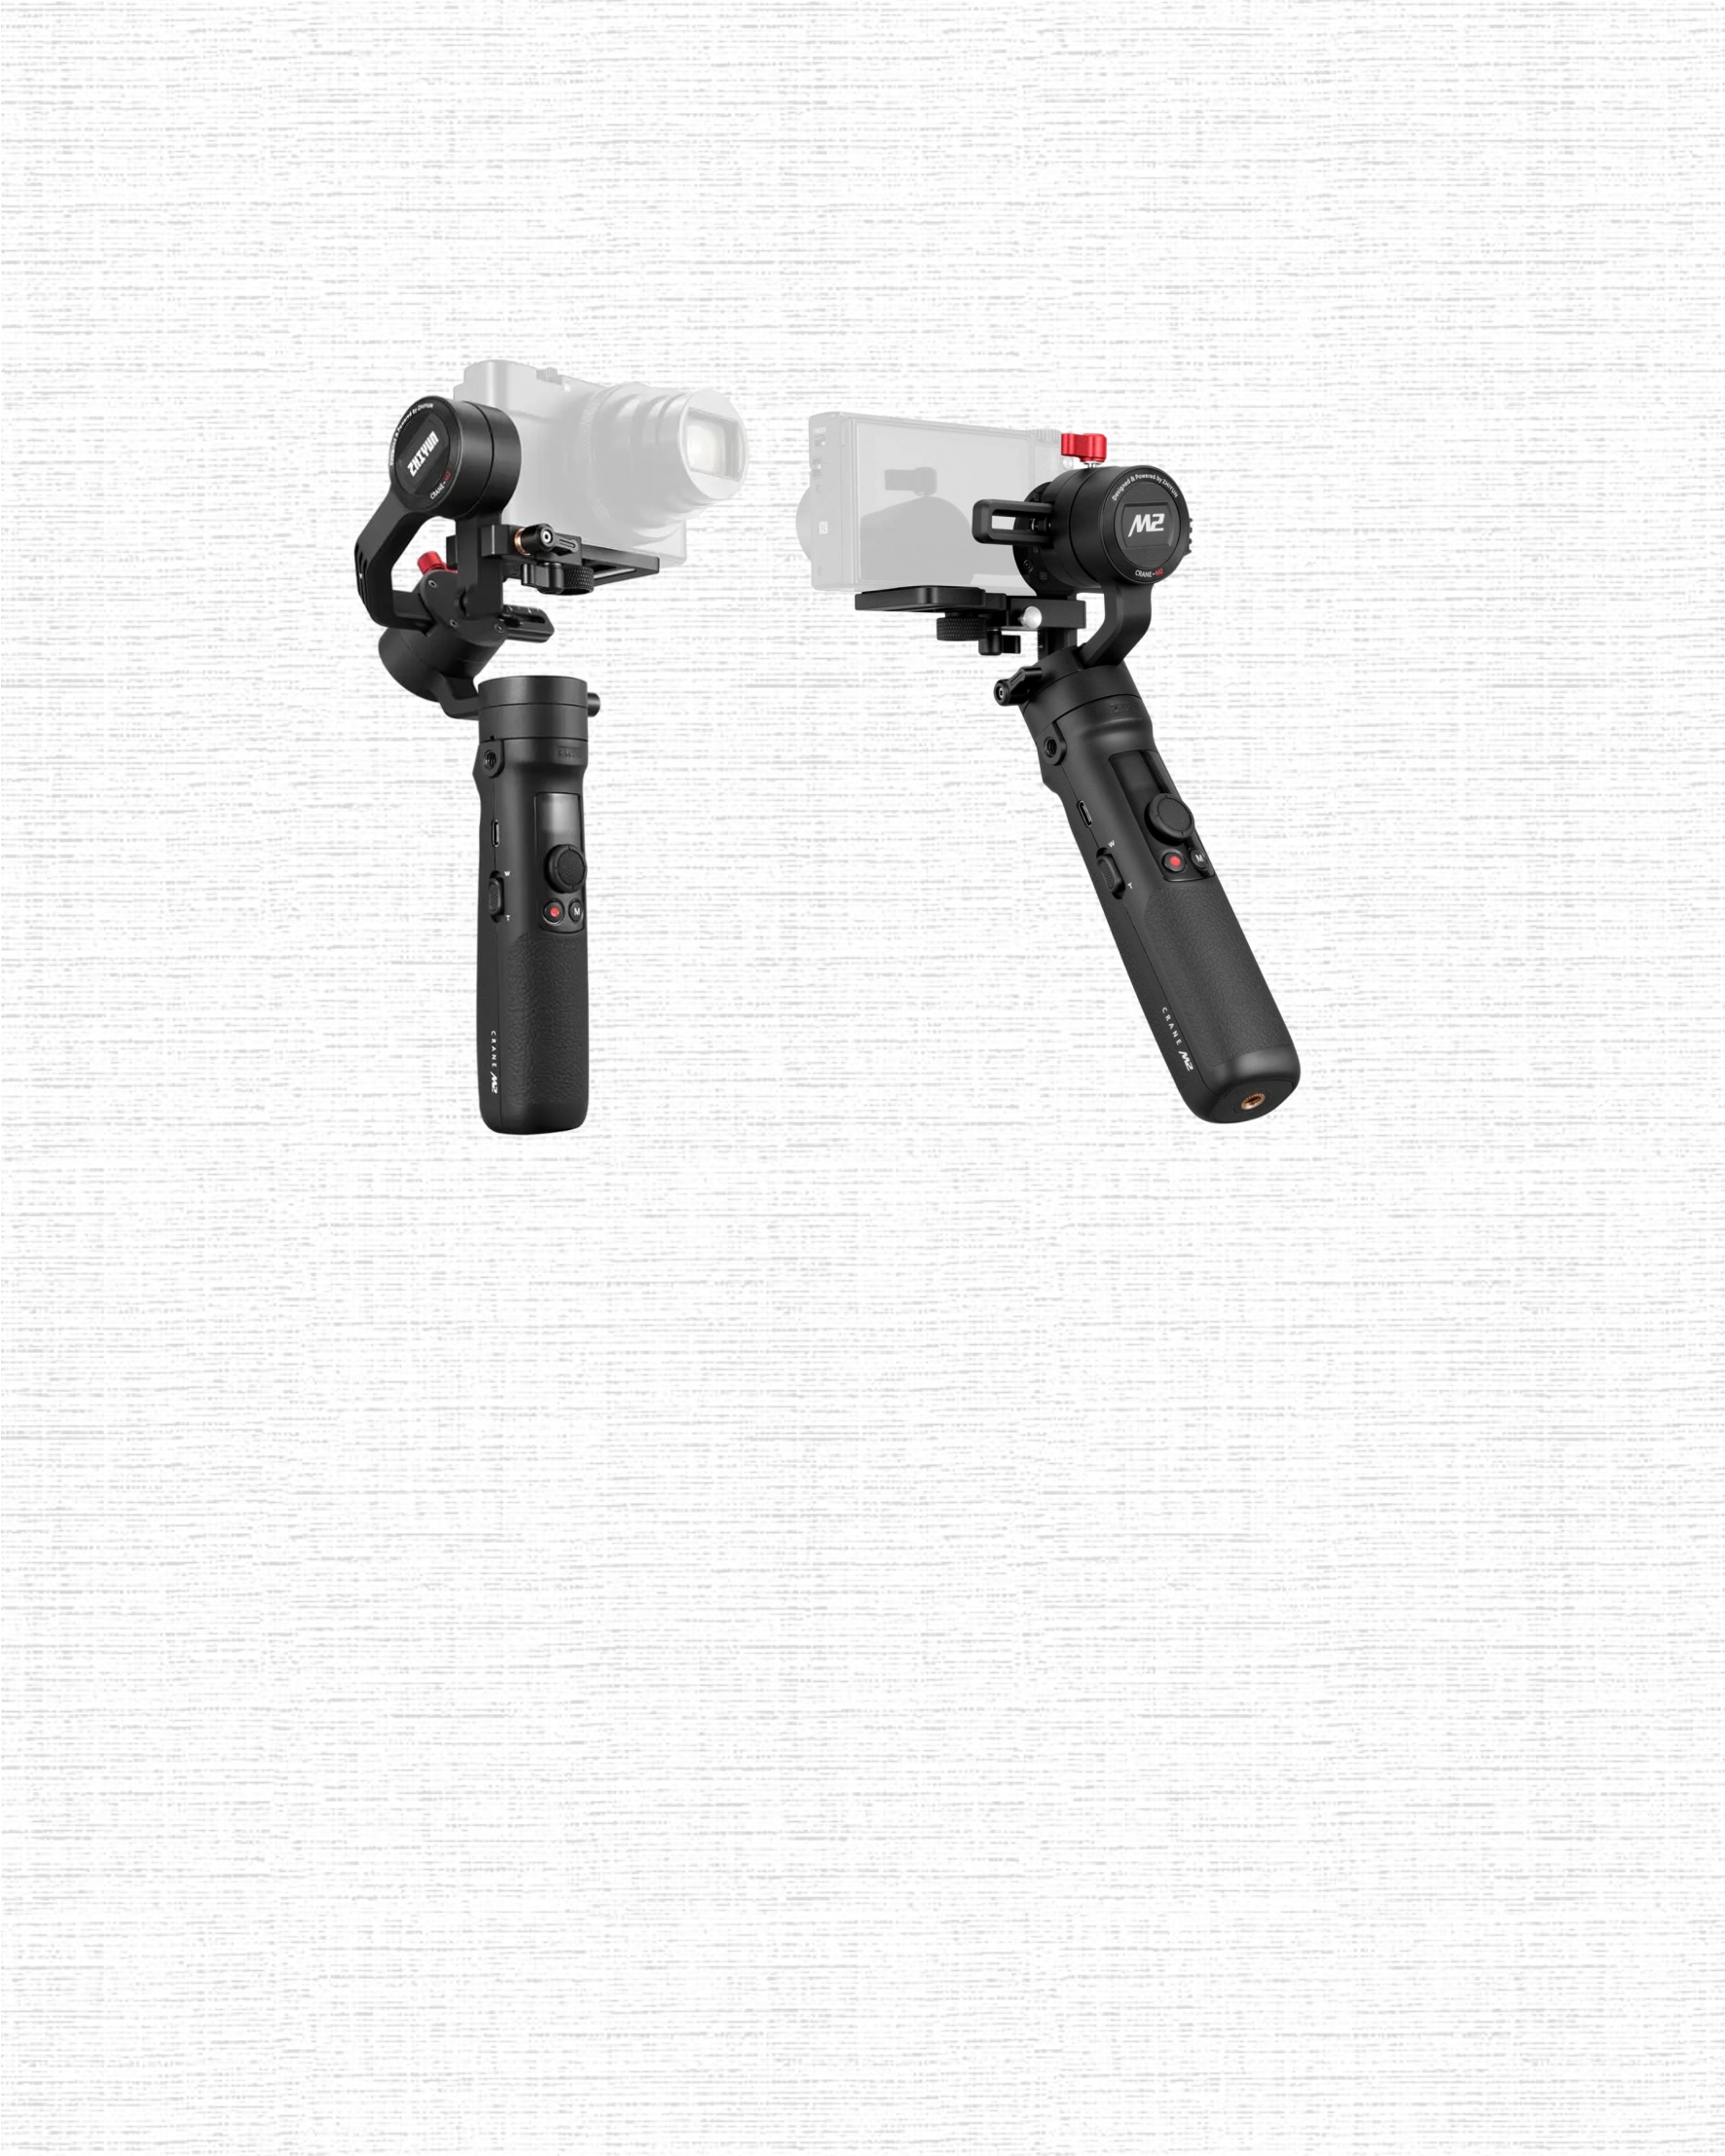 Designed & Powered by ZHIYUN
ZHIYUN
CRANE-M2
W
T
M
CRANE M2
Designed & Powered by ZHIYUN
M2
CRANE-M2
W
T
M
CRANE M2